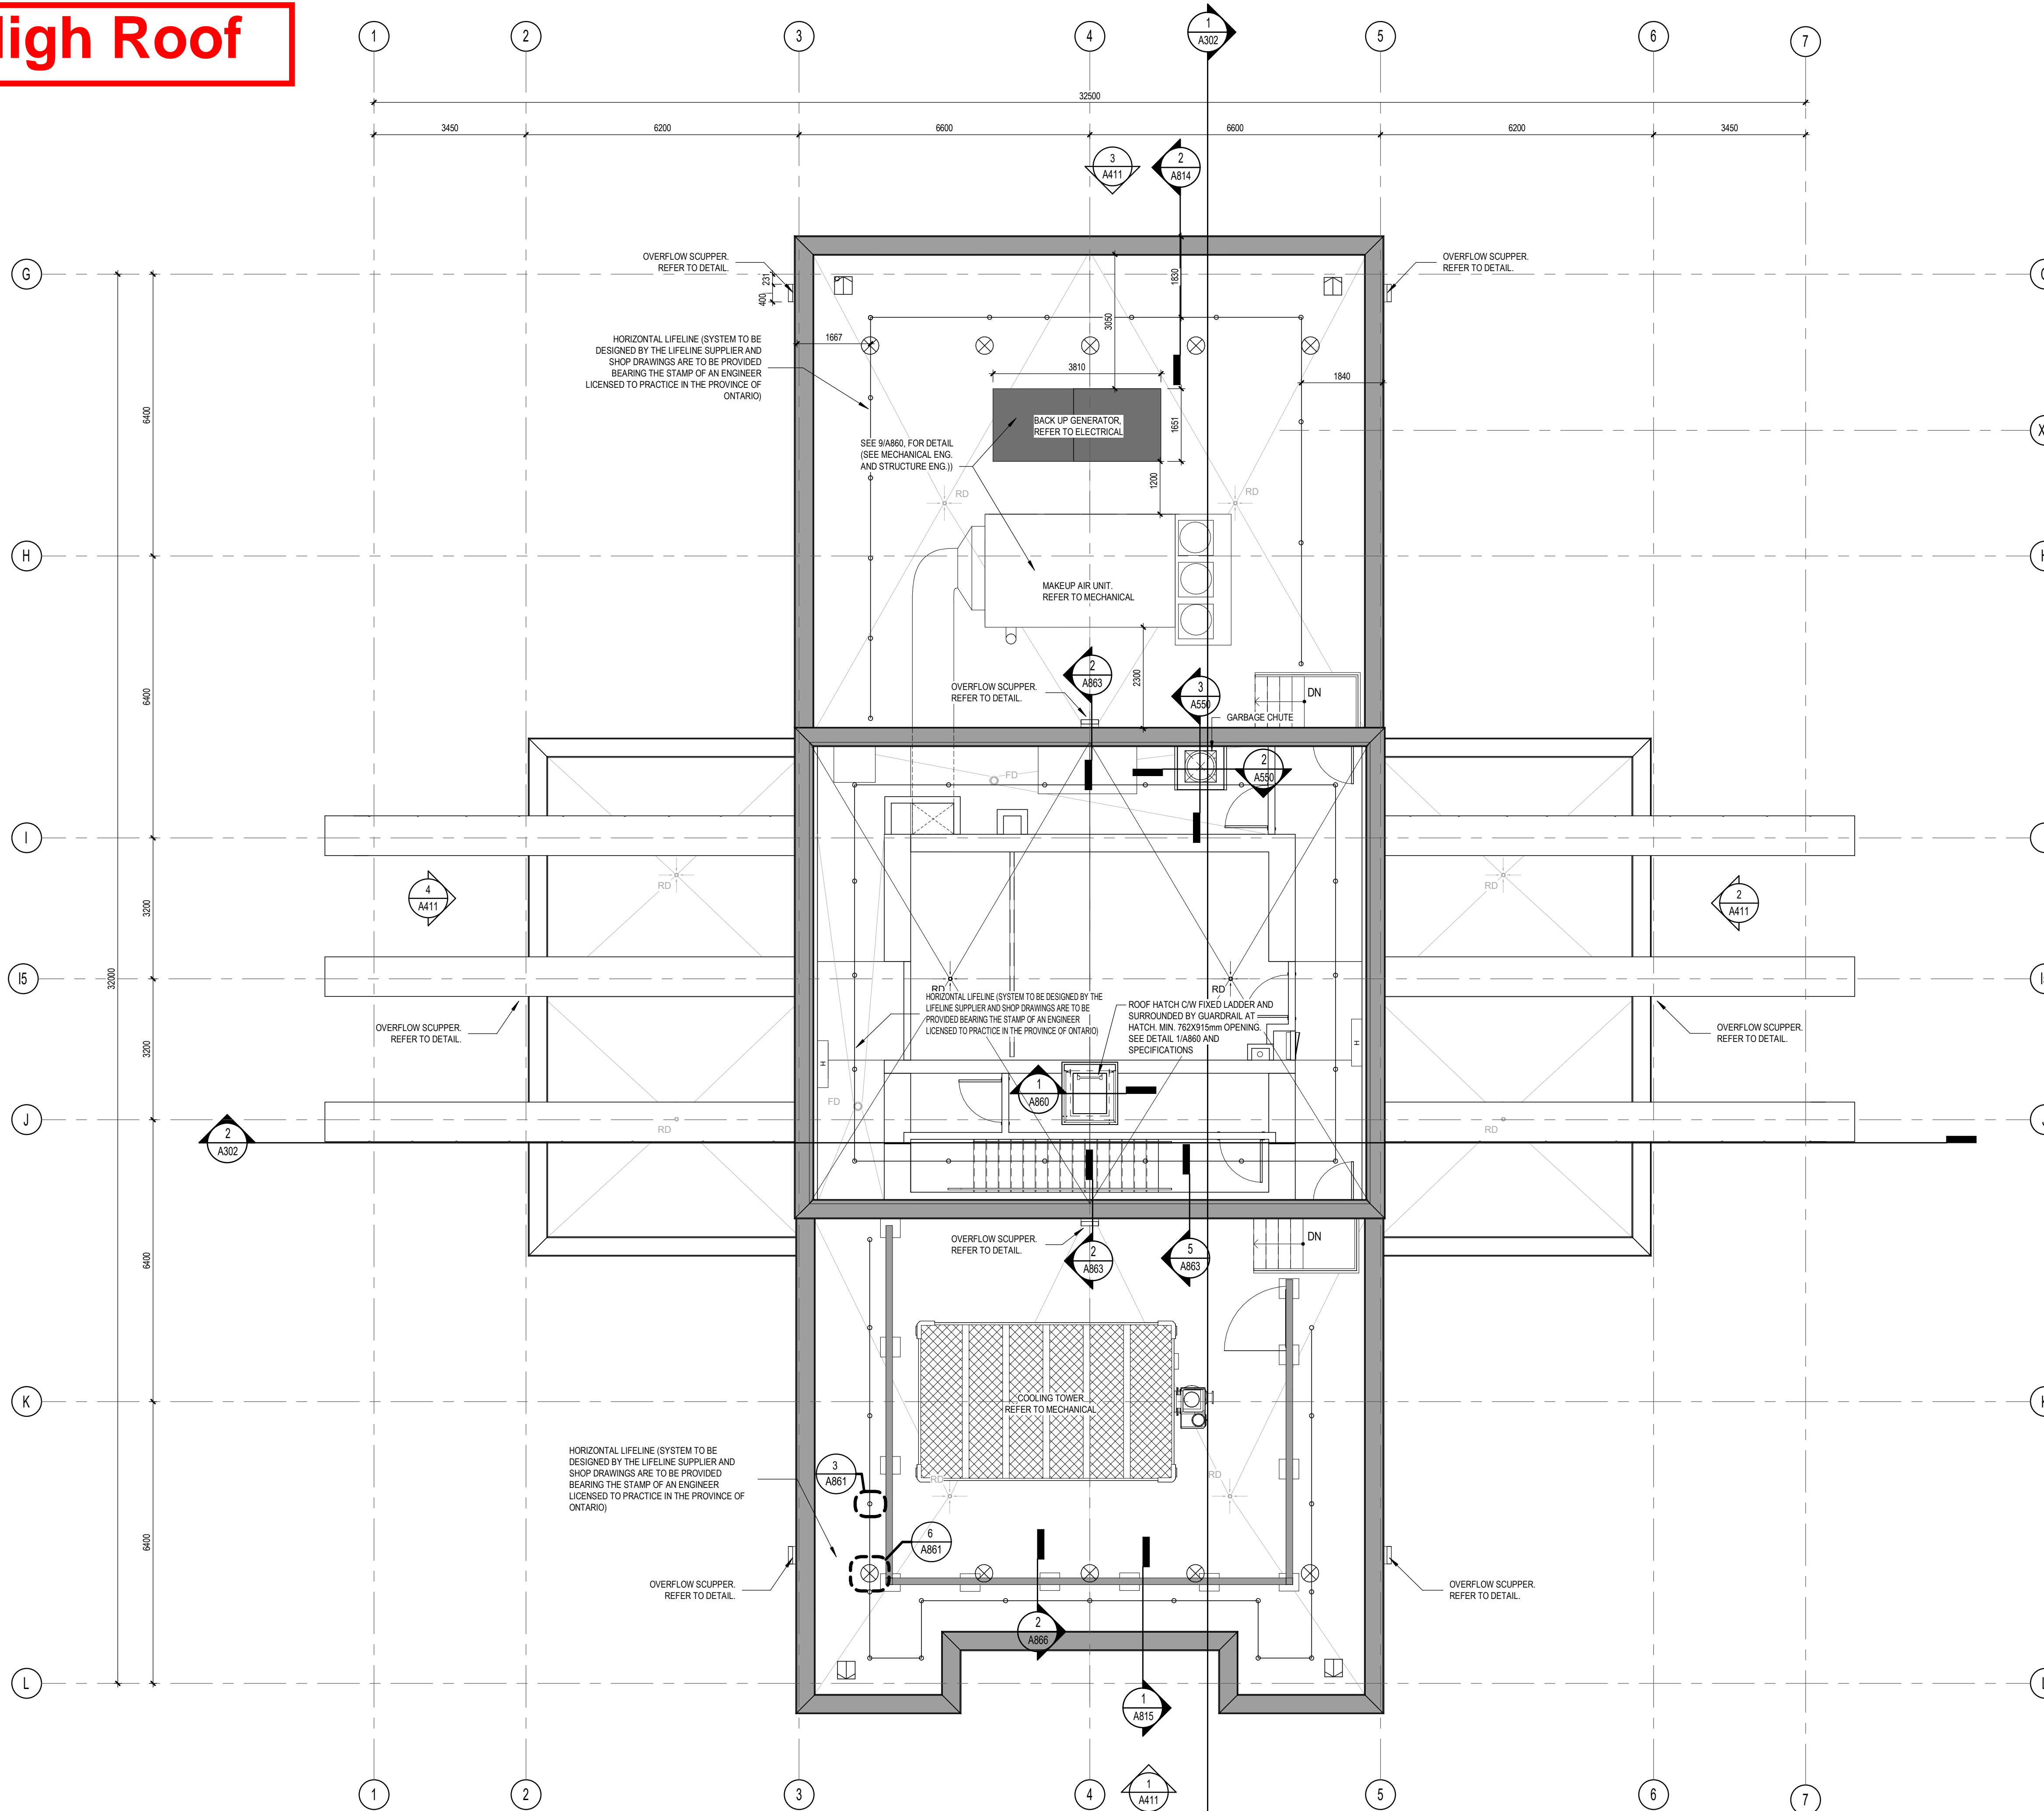 High Roof
1
2
3
4
1
A302
5
6
7
32500
3450
6200
6600
6600
6200
3450
3
A411
2
A814
G
OVERFLOW SCUPPER.
REFER TO DETAIL.
231
400
1830
3050
OVERFLOW SCUPPER.
REFER TO DETAIL.
HORIZONTAL LIFELINE (SYSTEM TO BE
DESIGNED BY THE LIFELINE SUPPLIER AND
SHOP DRAWINGS ARE TO BE PROVIDED
BEARING THE STAMP OF AN ENGINEER
LICENSED TO PRACTICE IN THE PROVINCE OF
ONTARIO)
1667
3810
1840
6400
BACK UP GENERATOR,
REFER TO ELECTRICAL
1651
SEE 9/A860, FOR DETAIL
(SEE MECHANICAL ENG.
AND STRUCTURE ENG.))
1200
RD
RD
X
H
MAKEUP AIR UNIT.
REFER TO MECHANICAL
6400
2300
2
A863
3
A550
OVERFLOW SCUPPER.
REFER TO DETAIL.
DN
GARBAGE CHUTE
FD
2
A550
I
RD
RD
4
A411
2
A411
3200
I5
32000
RD
RD
HORIZONTAL LIFELINE (SYSTEM TO BE DESIGNED BY THE
LIFELINE SUPPLIER AND SHOP DRAWINGS ARE TO BE
PROVIDED BEARING THE STAMP OF AN ENGINEER
LICENSED TO PRACTICE IN THE PROVINCE OF ONTARIO)
ROOF HATCH C/W FIXED LADDER AND
SURROUNDED BY GUARDRAIL AT
HATCH. MIN. 762X915mm OPENING.
SEE DETAIL 1/A860 AND
SPECIFICATIONS
OVERFLOW SCUPPER.
REFER TO DETAIL.
OVERFLOW SCUPPER.
REFER TO DETAIL.
3200
H
H
1
A860
FD
J
RD
RD
2
A302
OVERFLOW SCUPPER.
REFER TO DETAIL.
2
A863
5
A863
DN
6400
K
COOLING TOWER
REFER TO MECHANICAL
HORIZONTAL LIFELINE (SYSTEM TO BE
DESIGNED BY THE LIFELINE SUPPLIER AND
SHOP DRAWINGS ARE TO BE PROVIDED
BEARING THE STAMP OF AN ENGINEER
LICENSED TO PRACTICE IN THE PROVINCE OF
ONTARIO)
3
A861
RD
RD
6
A861
6400
OVERFLOW SCUPPER.
REFER TO DETAIL.
OVERFLOW SCUPPER.
REFER TO DETAIL.
2
A866
L
1
A815
1
2
3
4
1
A411
5
6
7